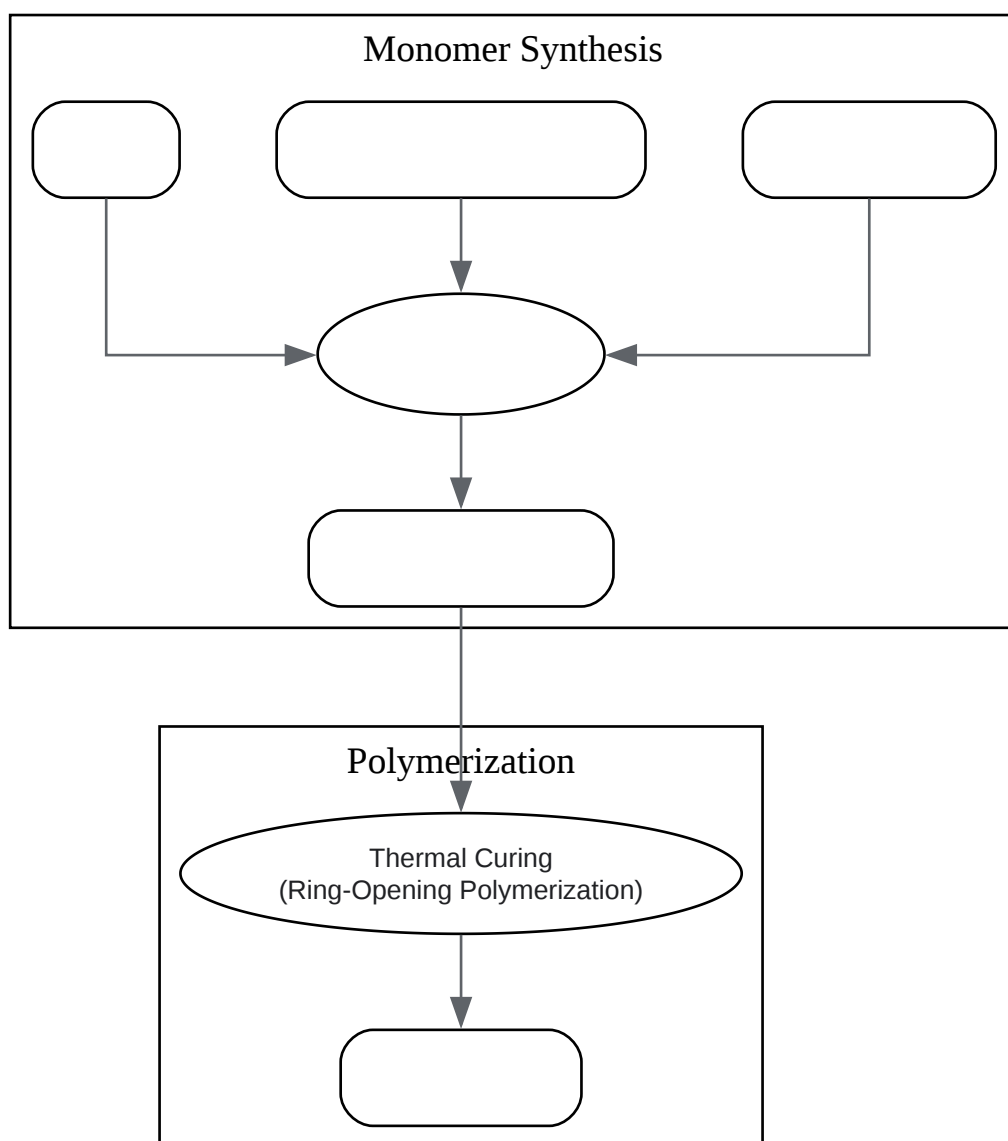 Monomer Synthesis
Polymerization
Thermal Curing
(Ring-Opening Polymerization)